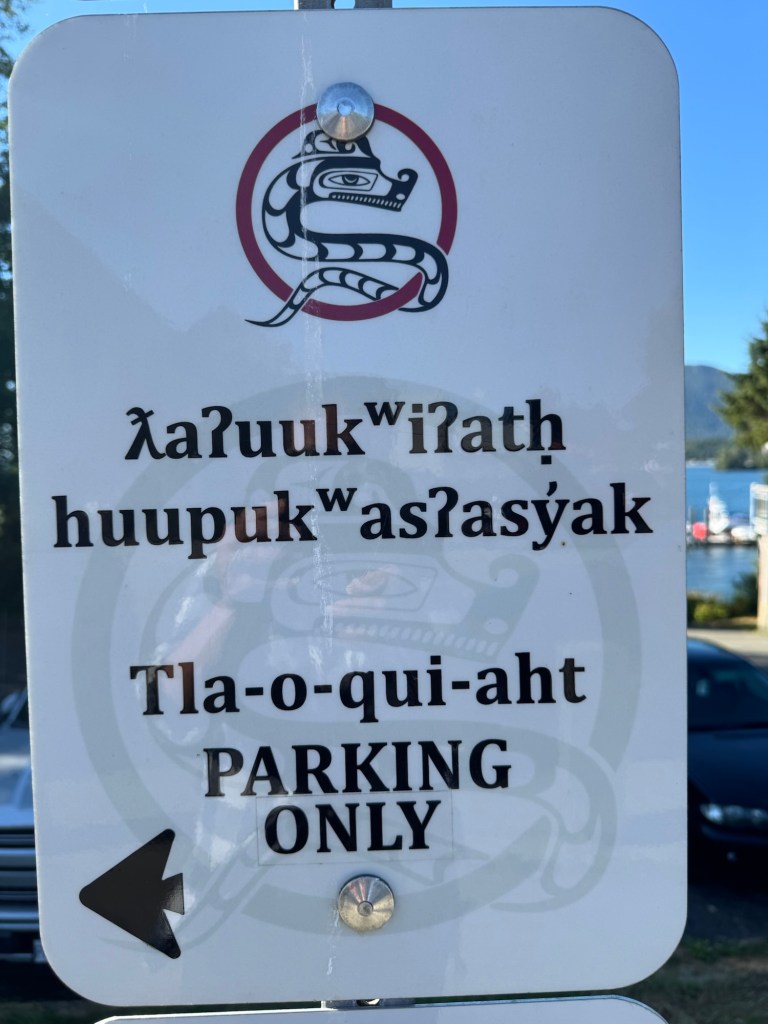 ƛaʔuukʷiʔatḥ
huupukʷasʔasy̓ak
Tla-o-qui-aht
PARKING
ONLY